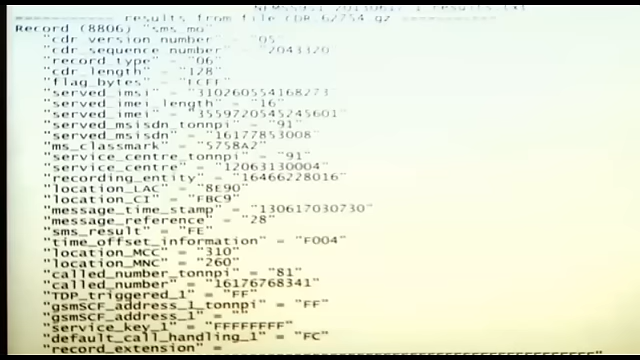 results from file CDR.62754.gz
Record (8806) "sms_mo"
"cdr_version_number" = "05"
"cdr_sequence_number" = "2043320"
"record_type" = "06"
"cdr_length" = "128"
"flag_bytes" =
"served_imsi" = "310260554168273
"served_imei_length" = "16"
"served_imei" = "3559720545245601"
"served_msisdn_tonnpi" = "91"
"served_msisdn" = "16177853008"
"ms_classmark" = "5758A2"
"service_centre_tonnpi" = "91"
"service_centre" = "12063130004"
"recording_entity" = "16466228016"
"location_LAC" = "8E90"
"location_CI" = "FBC9"
"message_time_stamp" = "130617030730"
"message_reference" = "28"
"sms_result" = "FE"
"time_offset_information" = "F004"
"location_MCC" = "310"
"location_MNC" = "260"
"called_number_tonnpi" = "81"
"called_number" = "16176768341"
"TDP_triggered_1" = "FF"
"gsmSCF_address_1_tonnpi" = "FF"
"gsmSCF_address_1" = ""
"service_key_1" = "FFFFFFFF"
"default_call_handling_1" = "FC"
"record_extension" =